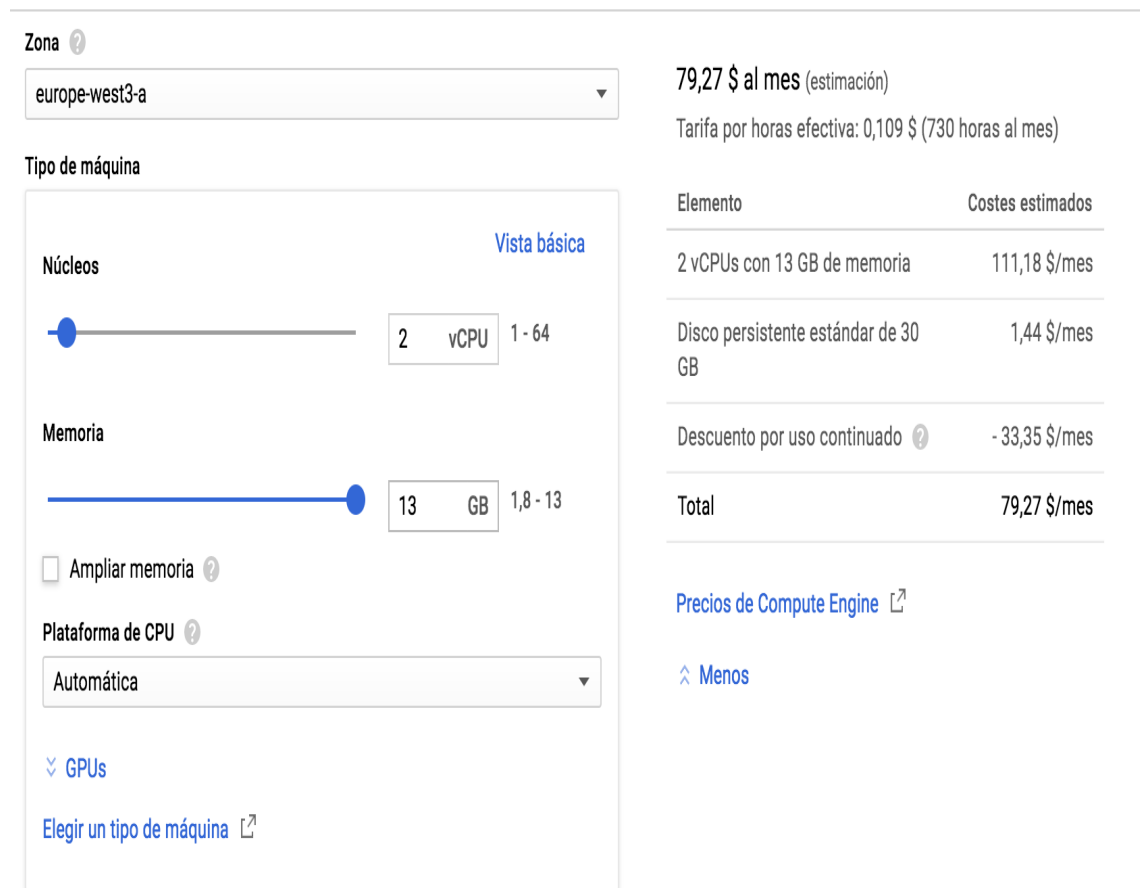 Zona
europe-west3-a
Tipo de máquina
Vista básica
Núcleos
2 vCPU 1 - 64
Memoria
13 GB 1,8 - 13
Ampliar memoria
Plataforma de CPU
Automática
GPUs
Elegir un tipo de máquina
79,27 $ al mes (estimación)
Tarifa por horas efectiva: 0,109 $ (730 horas al mes)
Elemento Costes estimados
2 vCPUs con 13 GB de memoria 111,18 $/mes
Disco persistente estándar de 30 1,44 $/mes
GB
Descuento por uso continuado - 33,35 $/mes
Total 79,27 $/mes
Precios de Compute Engine
Menos